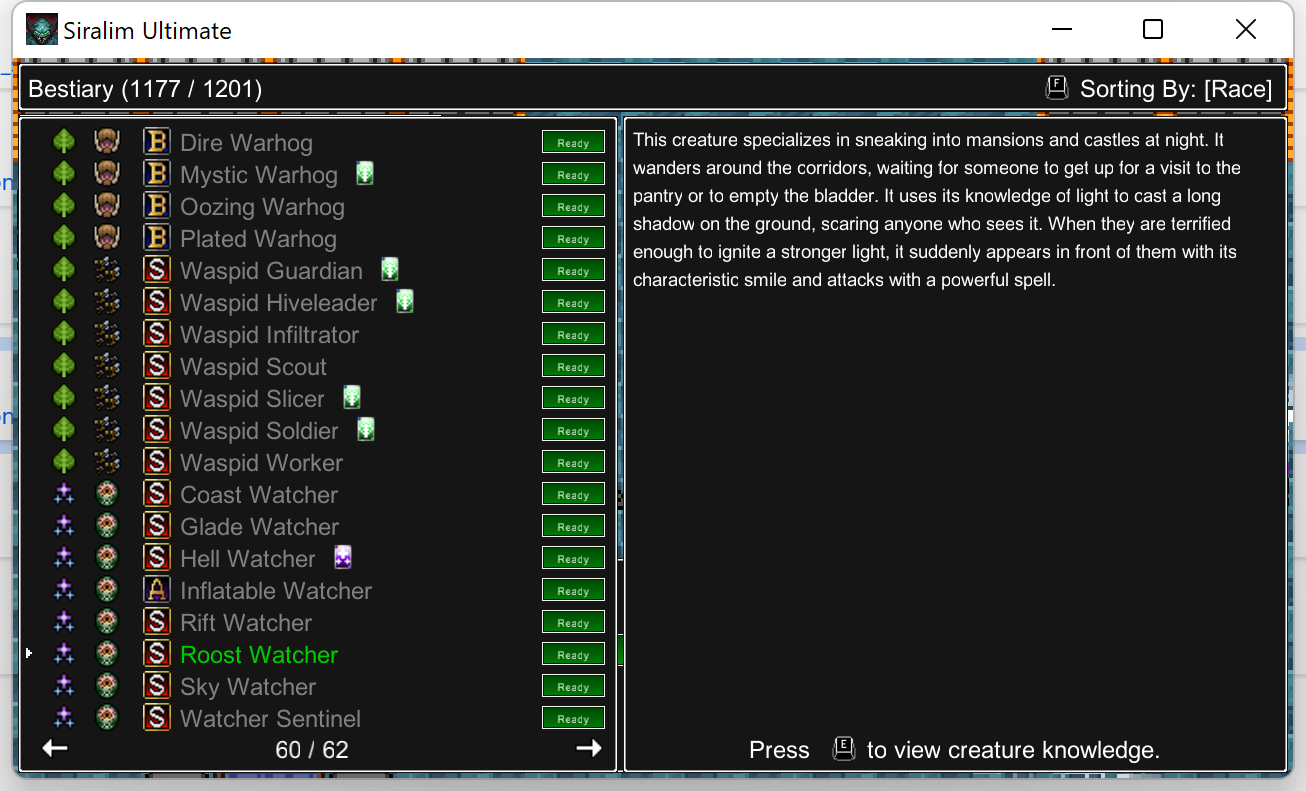 Siralim Ultimate
Bestiary (1177 / 1201)
F Sorting By: [Race]
B Dire Warhog Ready
B Mystic Warhog Ready
B Oozing Warhog Ready
B Plated Warhog Ready
S Waspid Guardian Ready
S Waspid Hiveleader Ready
S Waspid Infiltrator Ready
S Waspid Scout Ready
S Waspid Slicer Ready
S Waspid Soldier Ready
S Waspid Worker Ready
S Coast Watcher Ready
S Glade Watcher Ready
S Hell Watcher Ready
A Inflatable Watcher Ready
S Rift Watcher Ready
S Roost Watcher Ready
S Sky Watcher Ready
S Watcher Sentinel Ready
60 / 62
This creature specializes in sneaking into mansions and castles at night. It
wanders around the corridors, waiting for someone to get up for a visit to the
pantry or to empty the bladder. It uses its knowledge of light to cast a long
shadow on the ground, scaring anyone who sees it. When they are terrified
enough to ignite a stronger light, it suddenly appears in front of them with its
characteristic smile and attacks with a powerful spell.
Press E to view creature knowledge.